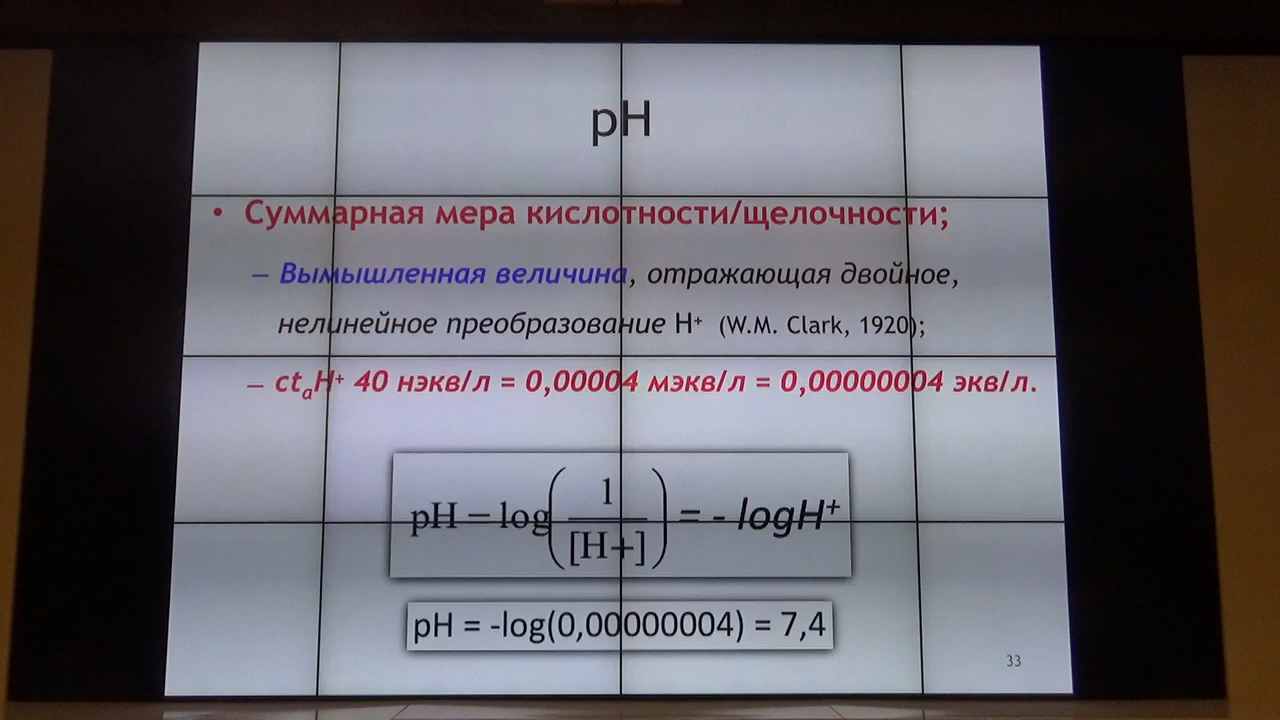 pH
• Суммарная мера кислотности/щелочности;
– Вымышленная величина, отражающая двойное,
нелинейное преобразование H⁺ (W.M. Clark, 1920);
– ctₐH⁺ 40 нэкв/л = 0,00004 мэкв/л = 0,00000004 экв/л.
pH = log(1/[H+]) = - logH⁺
pH = -log(0,00000004) = 7,4
33